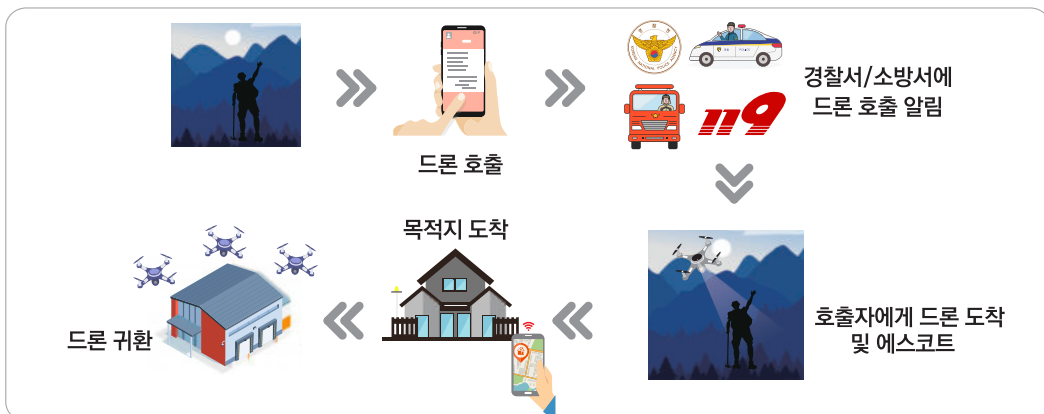 드론 호출
119
경찰서/소방서에
드론 호출 알림
호출자에게 드론 도착
및 에스코트
목적지 도착
드론 귀환